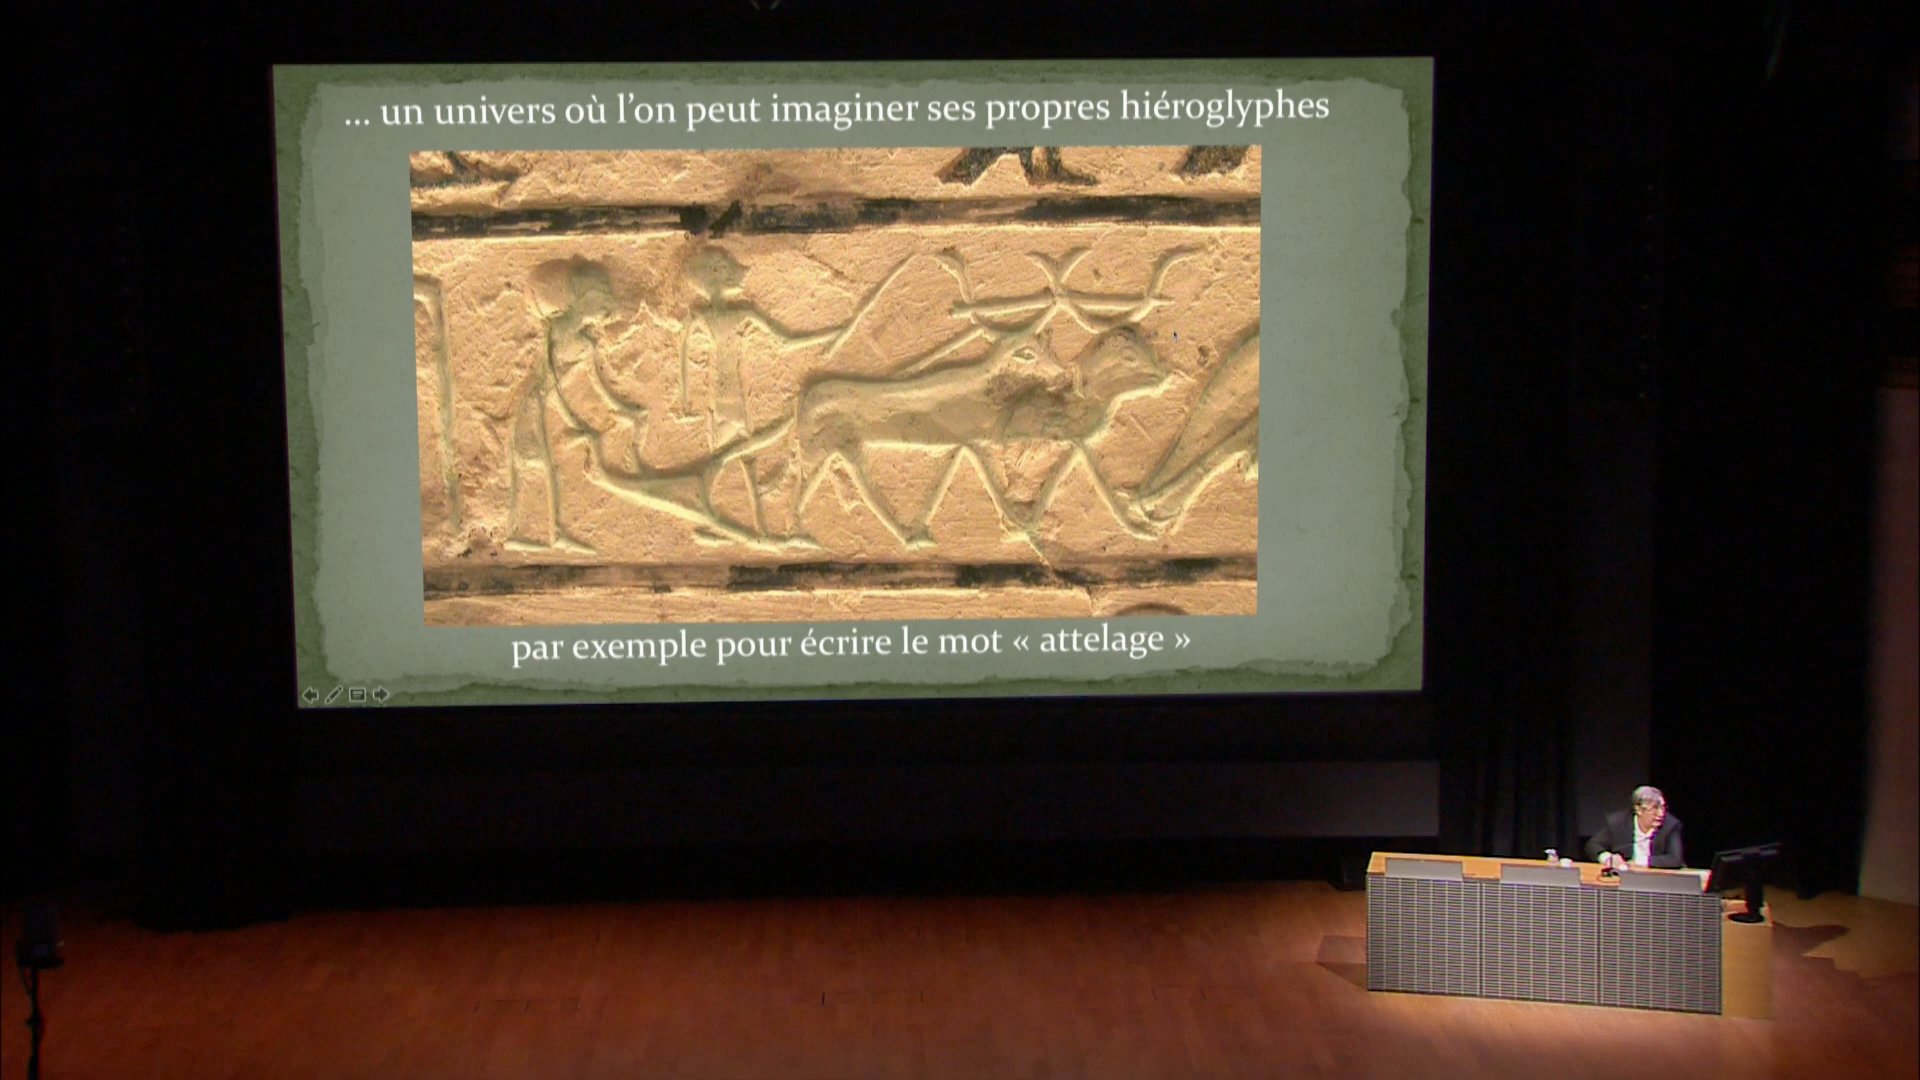 ... un univers où l’on peut imaginer ses propres hiéroglyphes
par exemple pour écrire le mot « attelage »